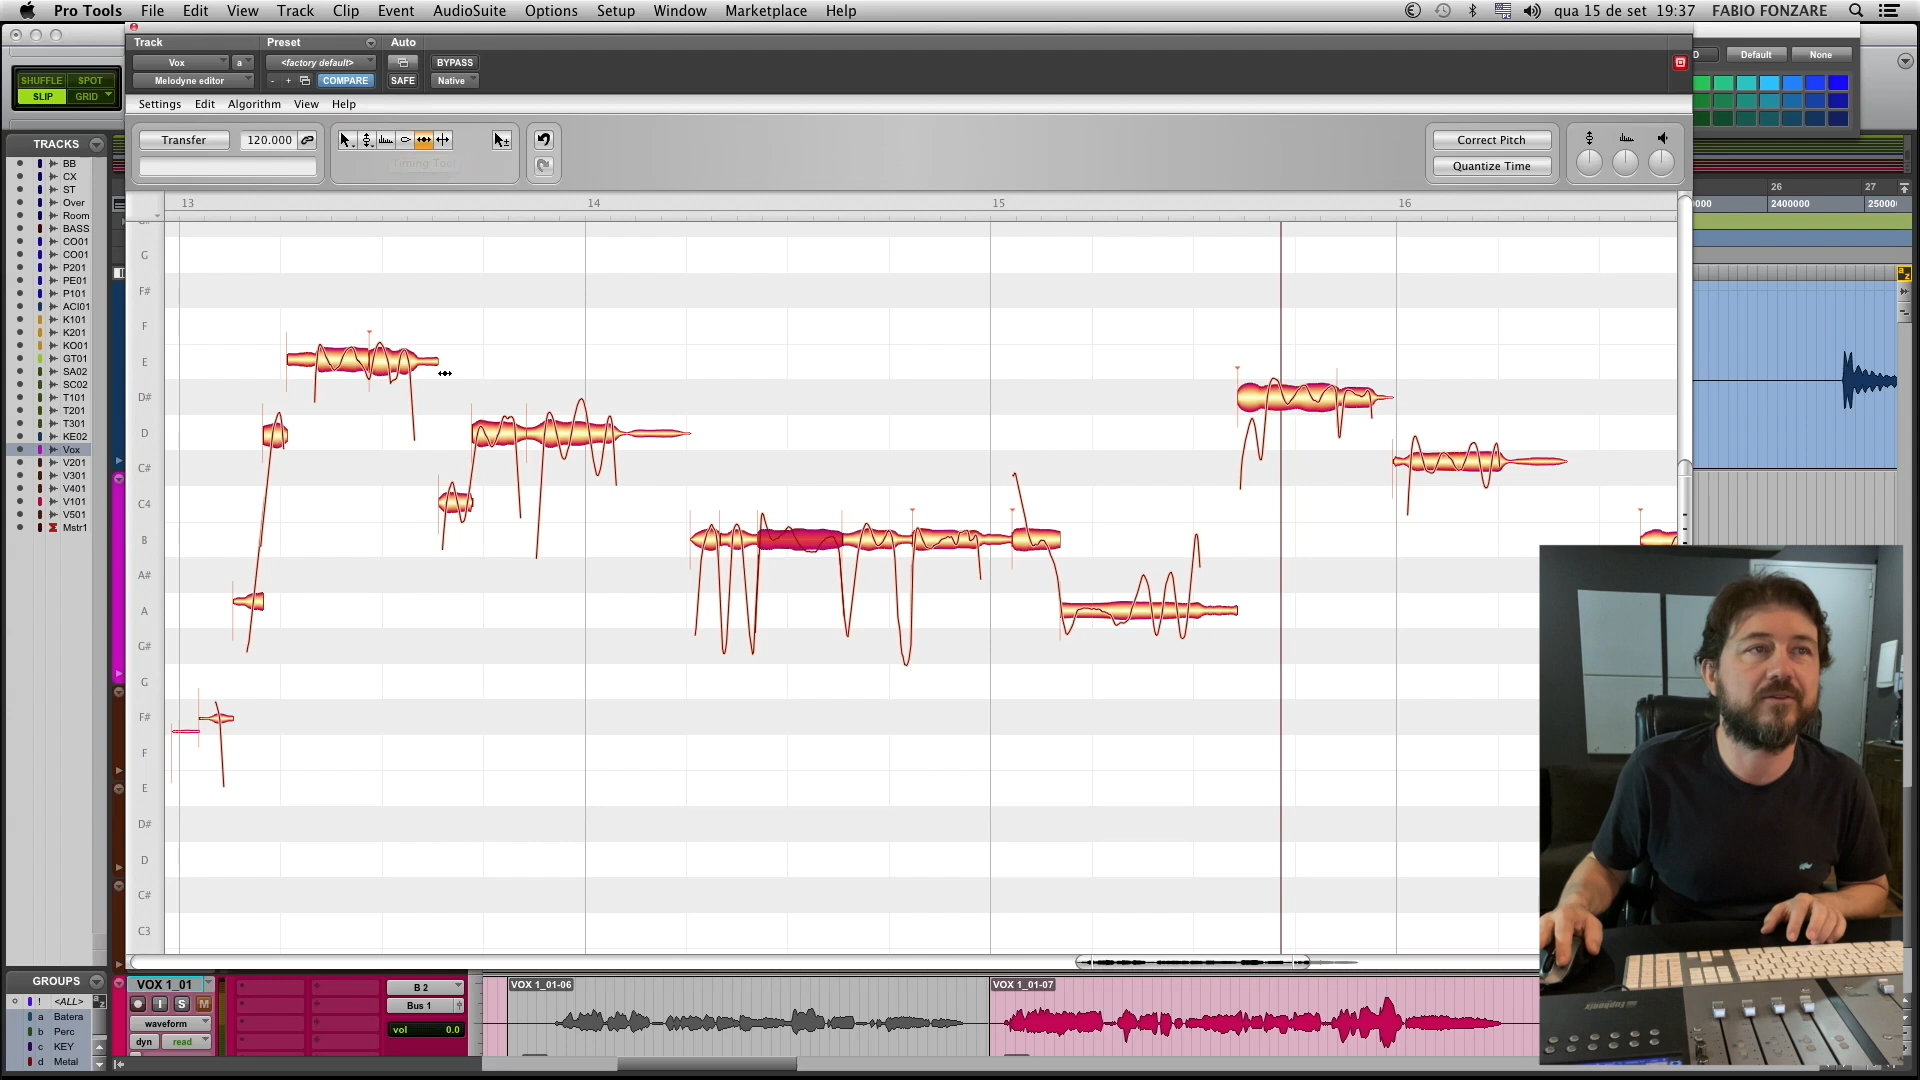 Pro Tools File Edit View Track Clip Event AudioSuite Options Setup Window Marketplace Help
qua 15 de set 19:37 FABIO FONZARE
Track Preset Auto
Vox a <factory default> BYPASS
Melodyne editor - + COMPARE SAFE Native
Default None
SHUFFLE SPOT
SLIP GRID
Settings Edit Algorithm View Help
Transfer 120.000
Timing Tool
Correct Pitch
Quantize Time
TRACKS
BB
CX
ST
Over
Room
BASS
CO01
CO01
P201
PE01
P101
ACI01
K101
K201
KO01
GT01
SA02
SC02
T101
T201
T301
KE02
Vox
V201
V301
V401
V101
V501
Mstr1
13 14 15 16
26 27
2400000
G
F#
F
E
D#
D
C#
C4
B
A#
A
G#
G
F#
F
E
D#
D
C#
C3
GROUPS
! <ALL>
a Batera
b Perc
c KEY
d Metal
VOX 1_01
I S M
waveform
dyn read
B 2
Bus 1
vol 0.0
VOX 1_01-06
VOX 1_01-07